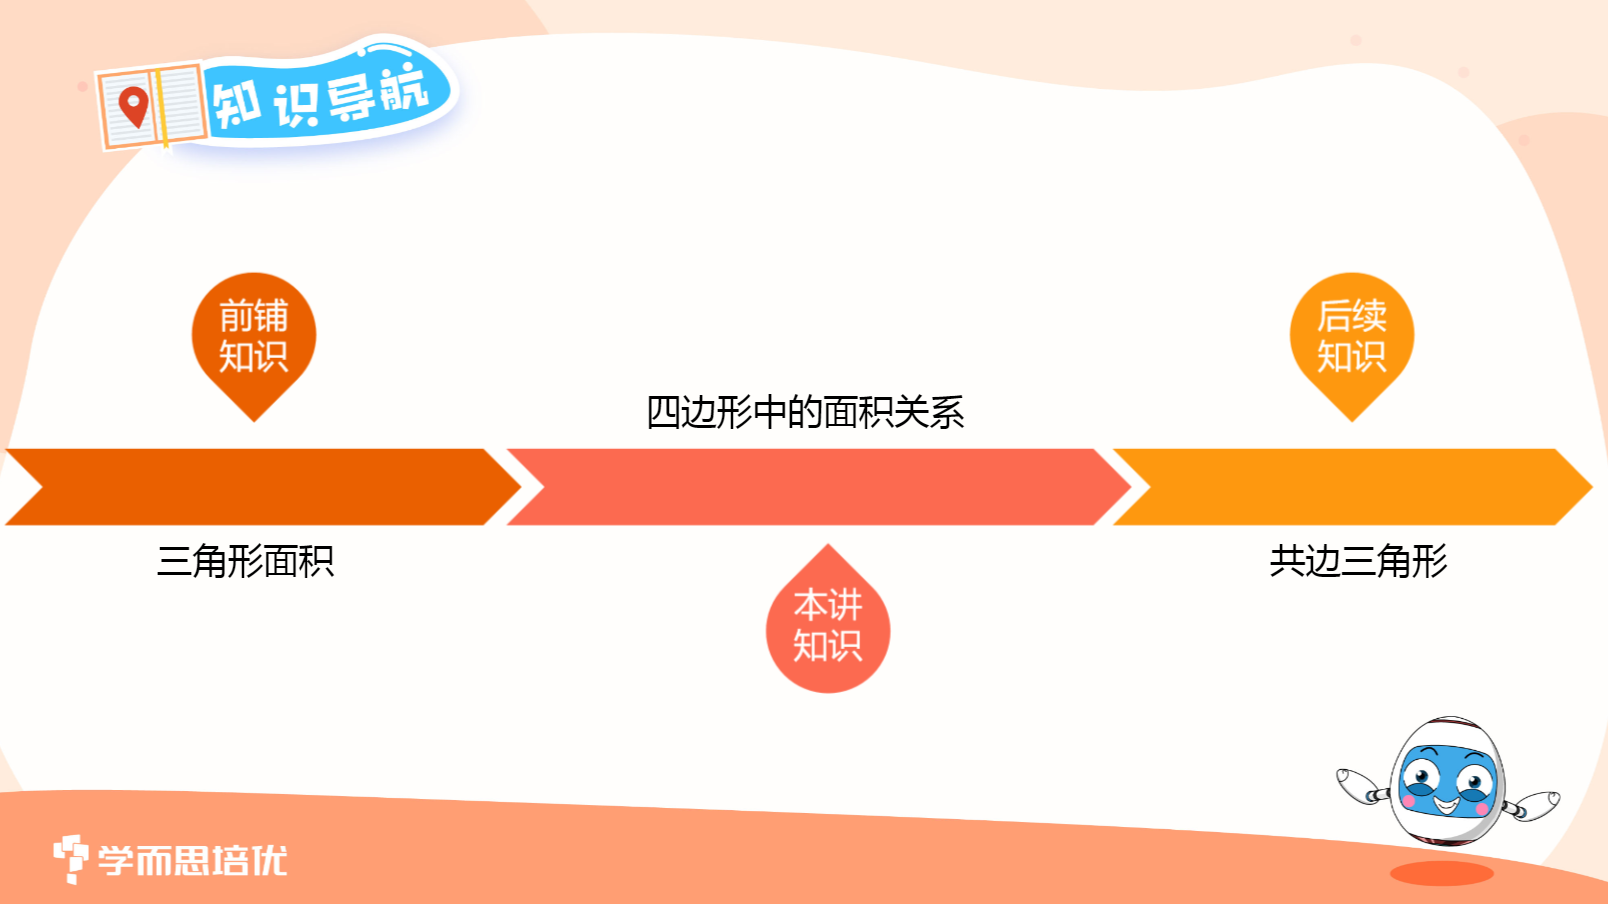 知识导航
前铺
知识
后续
知识
四边形中的面积关系
三角形面积
共边三角形
本讲
知识
学而思培优